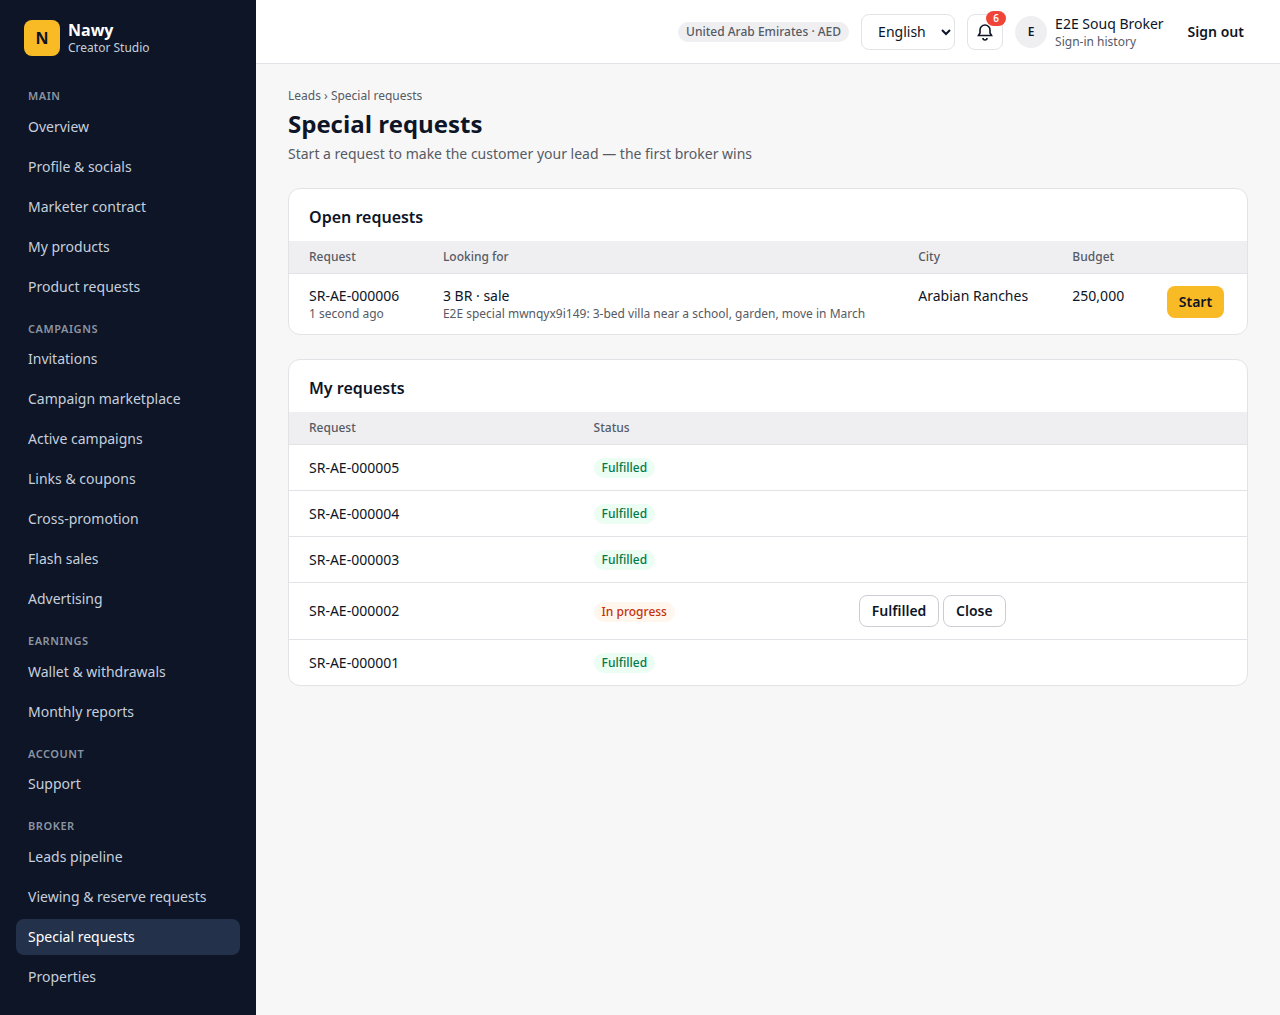 N
Nawy
Creator Studio
MAIN
Overview
Profile & socials
Marketer contract
My products
Product requests
CAMPAIGNS
Invitations
Campaign marketplace
Active campaigns
Links & coupons
Cross-promotion
Flash sales
Advertising
EARNINGS
Wallet & withdrawals
Monthly reports
ACCOUNT
Support
BROKER
Leads pipeline
Viewing & reserve requests
Special requests
Properties
United Arab Emirates · AED
English
6
E
E2E Souq Broker
Sign-in history
Sign out
Leads › Special requests
Special requests
Start a request to make the customer your lead — the first broker wins
Open requests
Request Looking for City Budget
SR-AE-000006 3 BR · sale Arabian Ranches 250,000 Start
1 second ago E2E special mwnqyx9i149: 3-bed villa near a school, garden, move in March
My requests
Request Status
SR-AE-000005 Fulfilled
SR-AE-000004 Fulfilled
SR-AE-000003 Fulfilled
SR-AE-000002 In progress Fulfilled Close
SR-AE-000001 Fulfilled